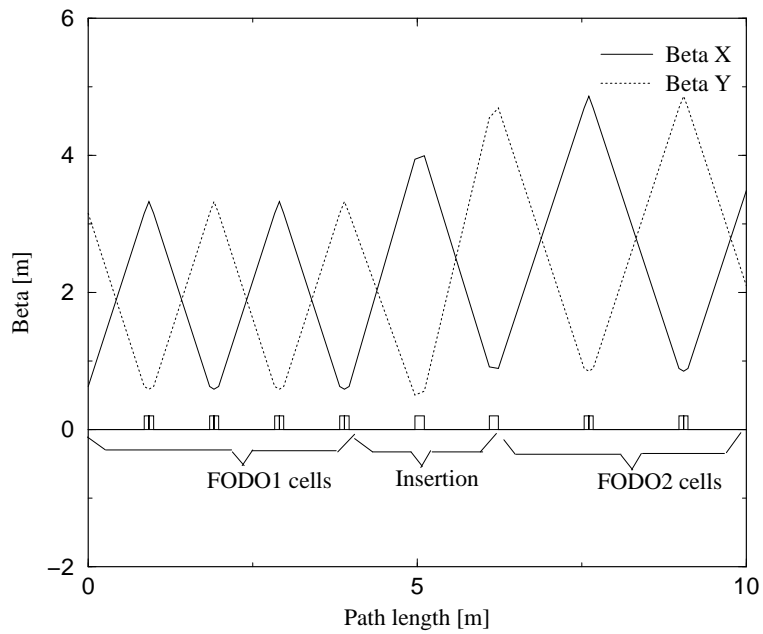 6
4
2
0
−2
Beta [m]
Beta X
Beta Y
FODO1 cells
Insertion
FODO2 cells
0
5
10
Path length [m]